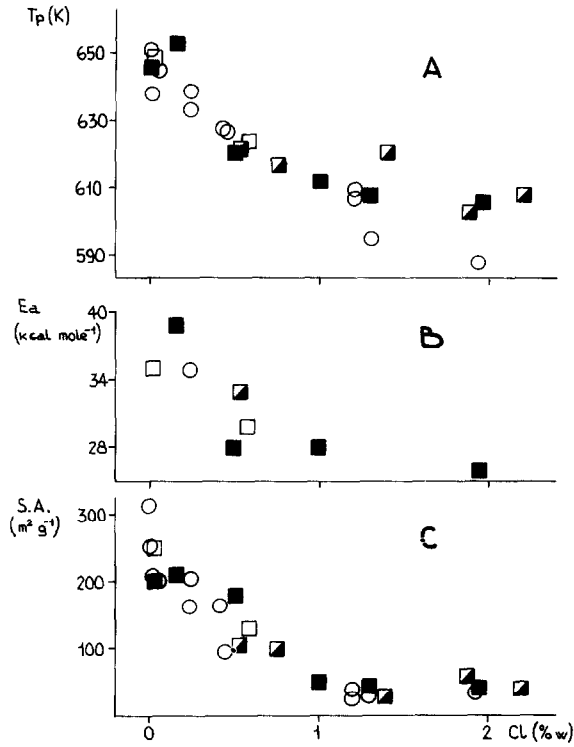 Tp (K)
650
630
610
590
A
Ea
(kcal mole⁻¹)
40
34
28
B
S.A.
(m² g⁻¹)
300
200
100
C
0 1 2 Cl (% w)